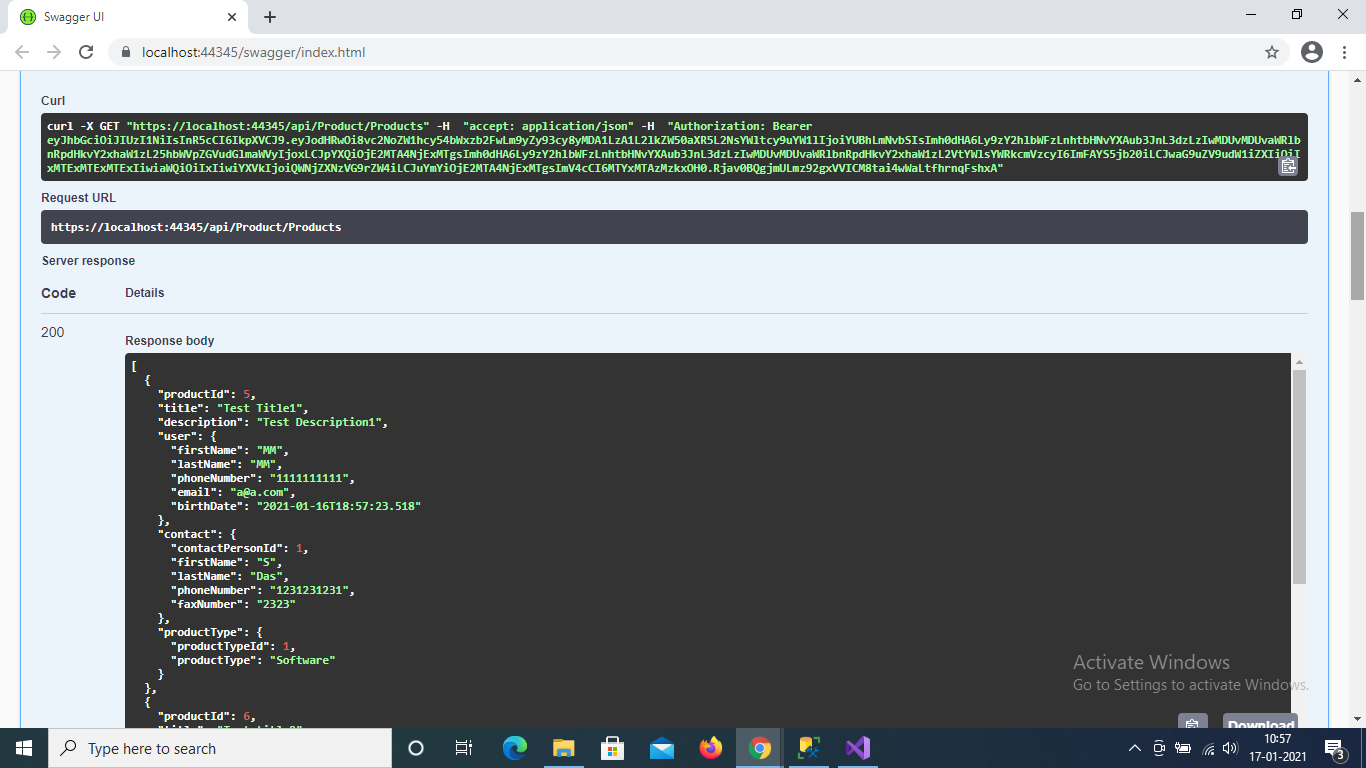 Swagger UI
localhost:44345/swagger/index.html
Curl
curl -X GET "https://localhost:44345/api/Product/Products" -H  "accept: application/json" -H  "Authorization: Bearer
Request URL
https://localhost:44345/api/Product/Products
Server response
Code Details
200
Response body
[
{
"productId": 5,
"title": "Test Title1",
"description": "Test Description1",
"user": {
"firstName": "MM",
"lastName": "MM",
"phoneNumber": "1111111111",
"email": "a@a.com",
"birthDate": "2021-01-16T18:57:23.518"
},
"contact": {
"contactPersonId": 1,
"firstName": "S",
"lastName": "Das",
"phoneNumber": "1231231231",
"faxNumber": "2323"
},
"productType": {
"productTypeId": 1,
"productType": "Software"
}
},
{
"productId": 6,
Download
Activate Windows
Go to Settings to activate Windows.
Type here to search
10:57
17-01-2021
3